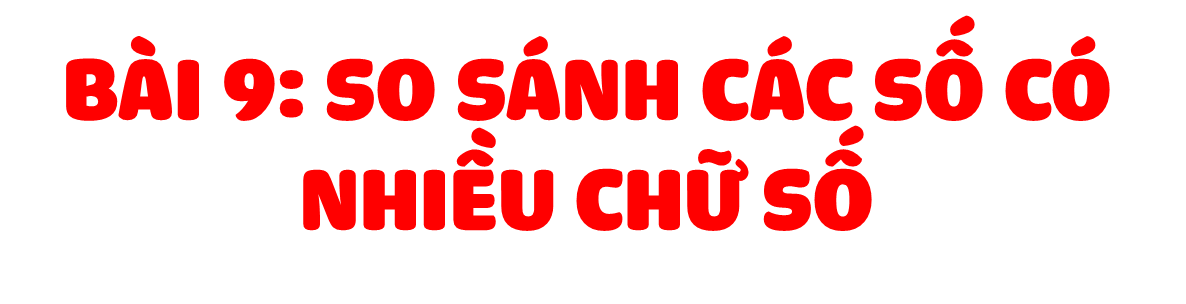 BÀI 9: SO SÁNH CÁC SỐ CÓ
NHIỀU CHỮ SỐ